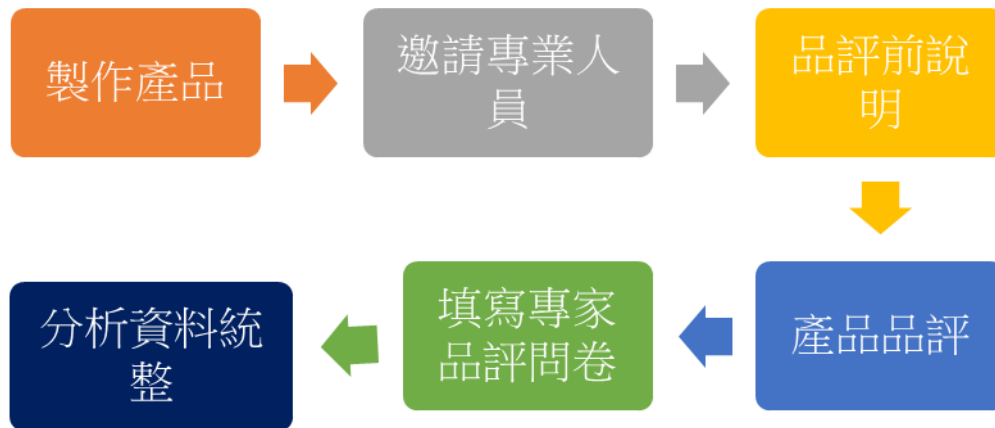 製作產品
邀請專業人
員
品評前說
明
產品品評
填寫專家
品評問卷
分析資料統
整